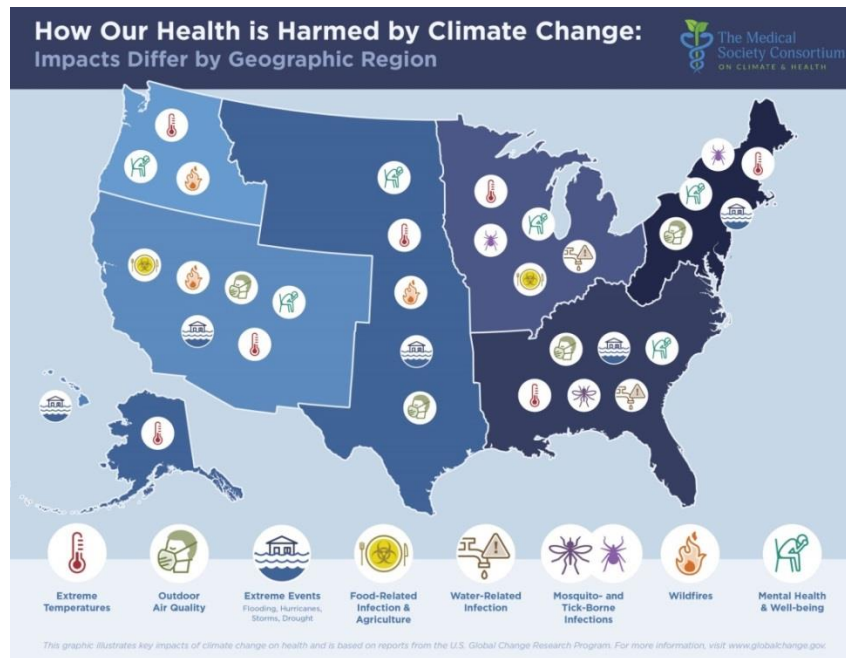 How Our Health is Harmed by Climate Change:
Impacts Differ by Geographic Region
The Medical
Society Consortium
ON CLIMATE & HEALTH
Extreme
Temperatures
Outdoor
Air Quality
Extreme Events
Flooding, Hurricanes,
Storms, Drought
Food-Related
Infection &
Agriculture
Water-Related
Infection
Mosquito- and
Tick-Borne
Infections
Wildfires
Mental Health
& Well-being
This graphic illustrates key impacts of climate change on health and is based on reports from the U.S. Global Change Research Program. For more information, visit www.globalchange.gov.